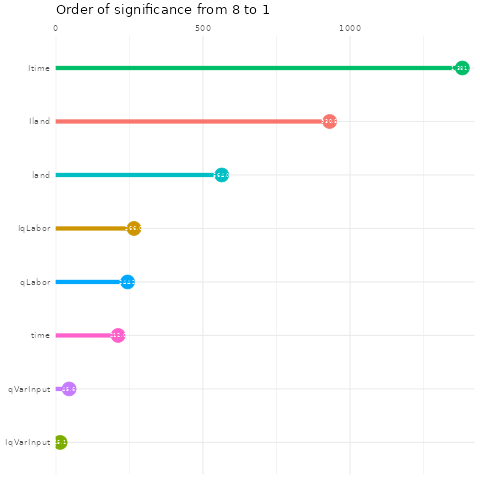 Order of significance from 8 to 1
0 500 1000
ltime
lland
land
lqLabor
qLabor
time
qVarInput
lqVarInput